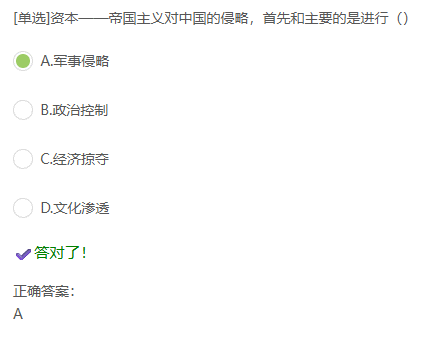 [单选]资本——帝国主义对中国的侵略，首先和主要的是进行（）
A.军事侵略
B.政治控制
C.经济掠夺
D.文化渗透
答对了！
正确答案：
A